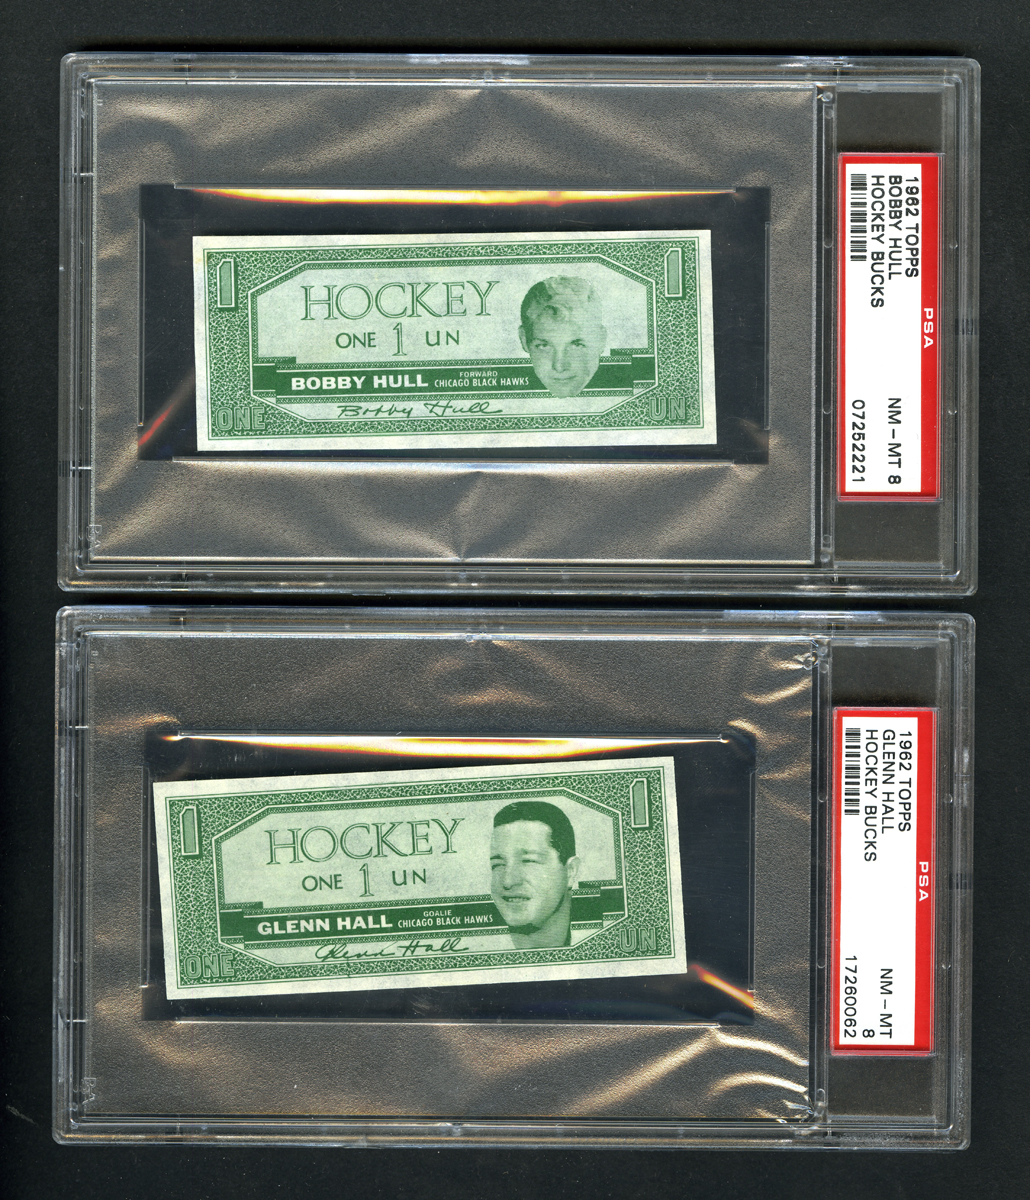 1
1
HOCKEY
ONE 1 UN
BOBBY HULL FORWARD CHICAGO BLACK HAWKS
Bobby Hull
ONE
UN
1962 TOPPS
BOBBY HULL
HOCKEY BUCKS
PSA
NM-MT 8
07252221
1
1
HOCKEY
ONE 1 UN
GLENN HALL GOALIE CHICAGO BLACK HAWKS
Glenn Hall
ONE
UN
1962 TOPPS
GLENN HALL
HOCKEY BUCKS
PSA
NM-MT
8
17260062